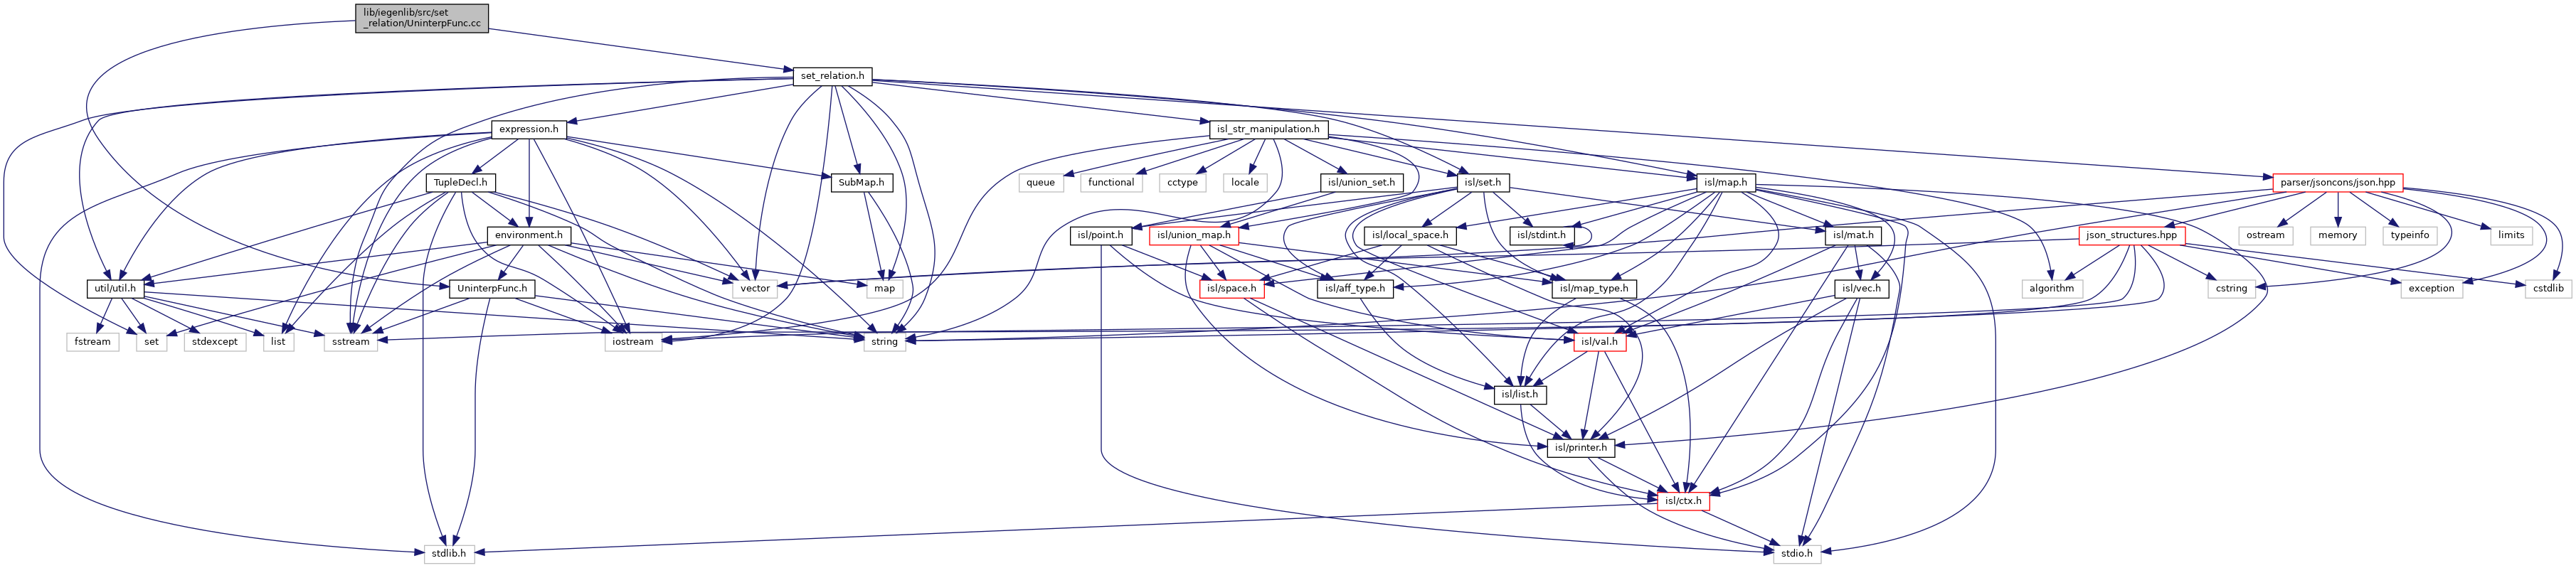 lib/iegenlib/src/set
_relation/UninterpFunc.cc
set_relation.h
expression.h
isl_str_manipulation.h
TupleDecl.h
SubMap.h
queue
functional
cctype
locale
isl/union_set.h
isl/set.h
isl/map.h
parser/jsoncons/json.hpp
environment.h
isl/point.h
isl/union_map.h
isl/local_space.h
isl/stdint.h
isl/mat.h
json_structures.hpp
ostream
memory
typeinfo
limits
util/util.h
UninterpFunc.h
vector
map
isl/space.h
isl/aff_type.h
isl/map_type.h
isl/vec.h
algorithm
cstring
exception
cstdlib
fstream
set
stdexcept
list
sstream
iostream
string
isl/val.h
isl/list.h
isl/printer.h
isl/ctx.h
stdlib.h
stdio.h